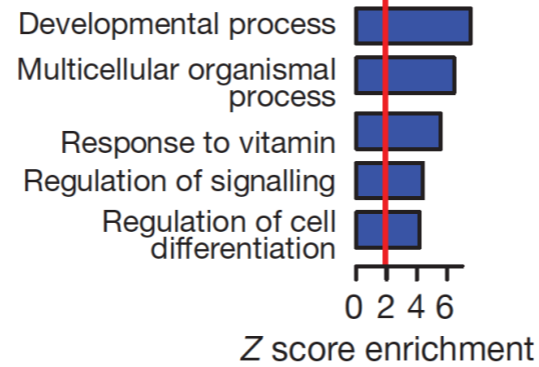 Developmental process
Multicellular organismal
process
Response to vitamin
Regulation of signalling
Regulation of cell
differentiation
0 2 4 6
Z score enrichment